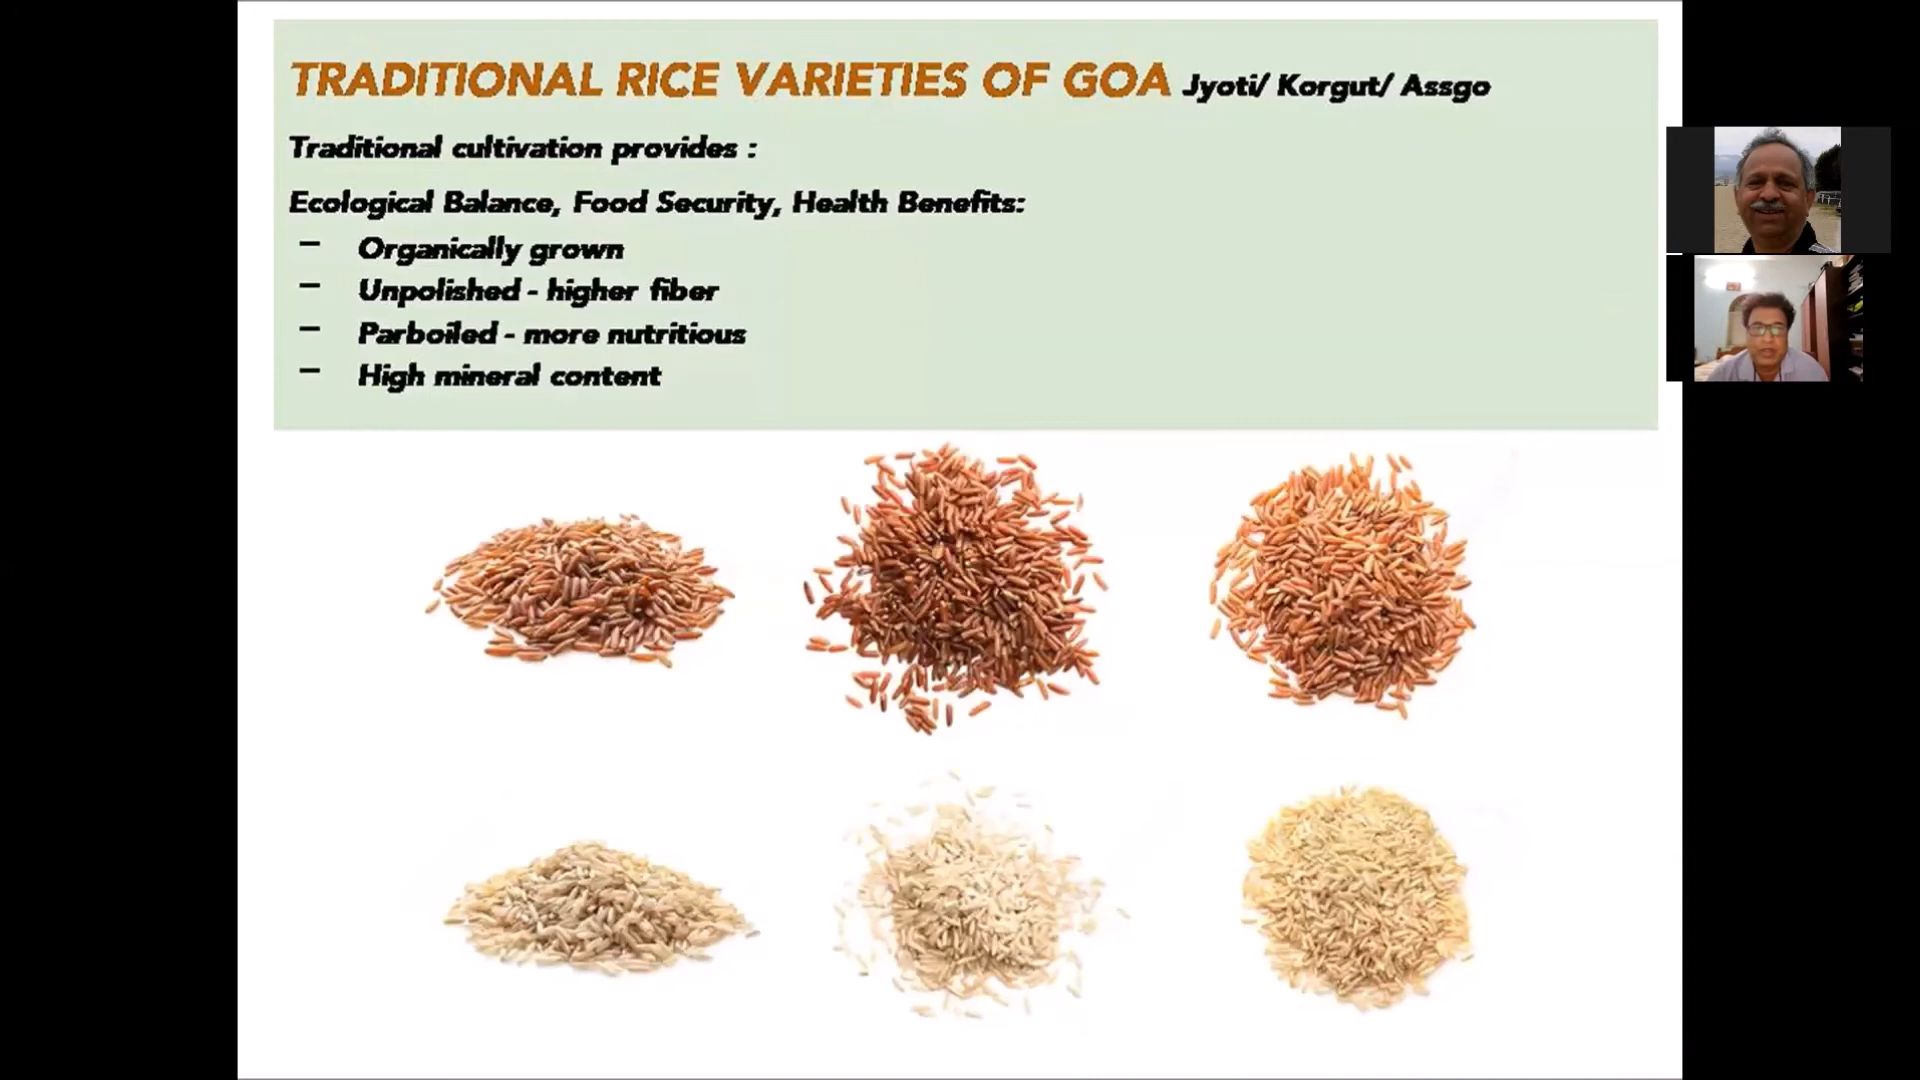 TRADITIONAL RICE VARIETIES OF GOA Jyoti/ Korgut/ Assgo
Traditional cultivation provides :
Ecological Balance, Food Security, Health Benefits:
– Organically grown
– Unpolished - higher fiber
– Parboiled - more nutritious
– High mineral content